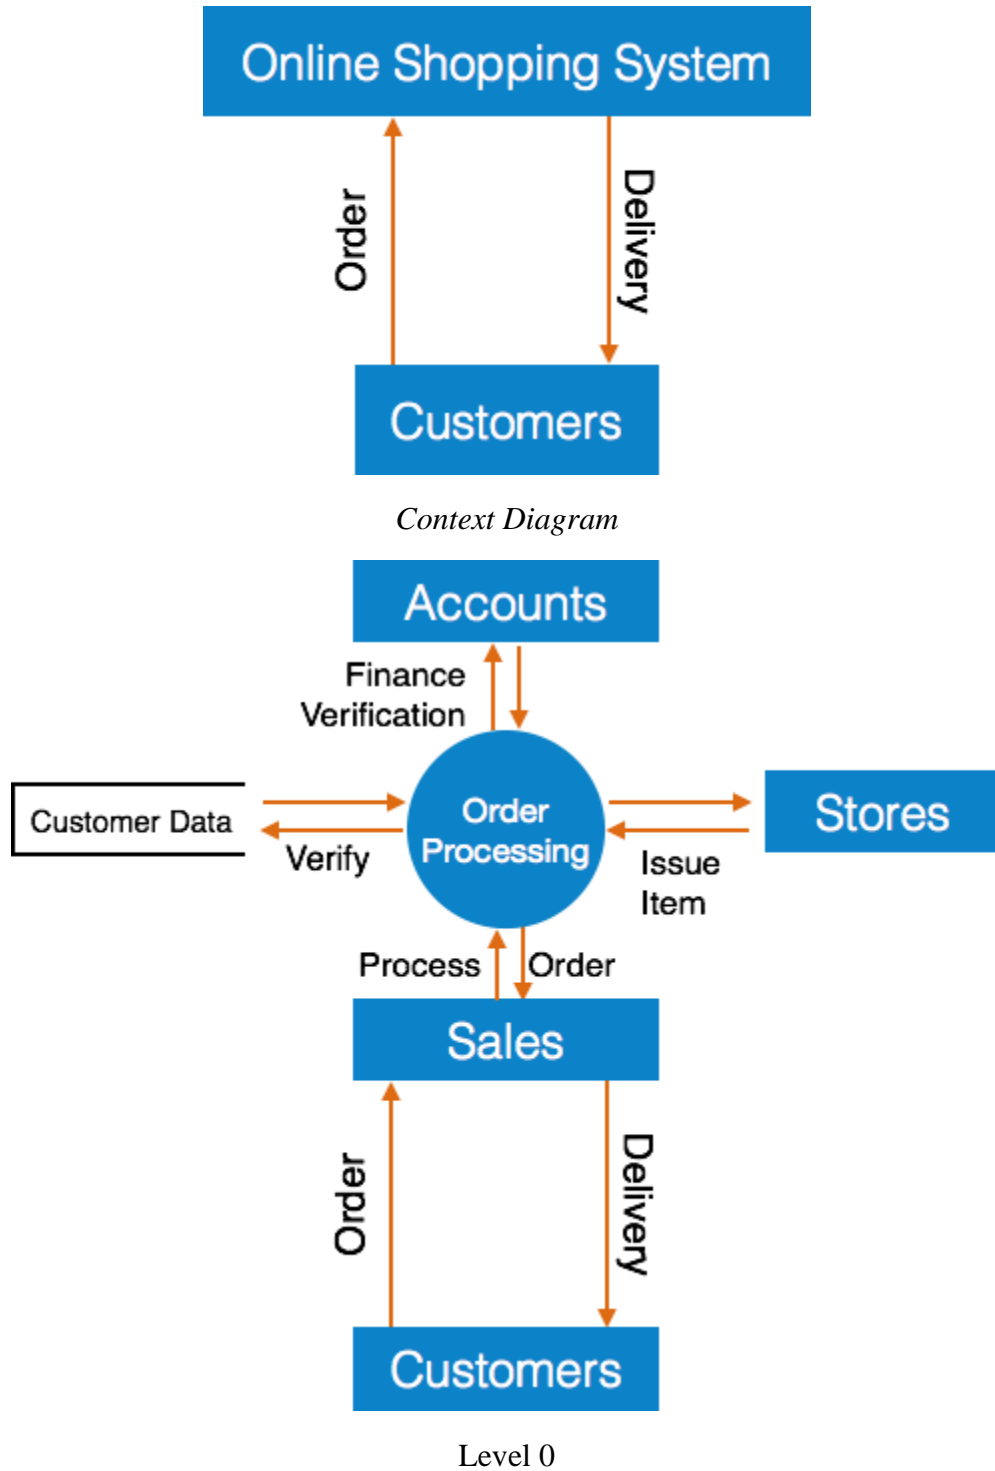 Online Shopping System
Order
Delivery
Customers
Context Diagram
Accounts
Finance
Verification
Customer Data
Verify
Order
Processing
Stores
Issue
Item
Process
Order
Sales
Order
Delivery
Customers
Level 0